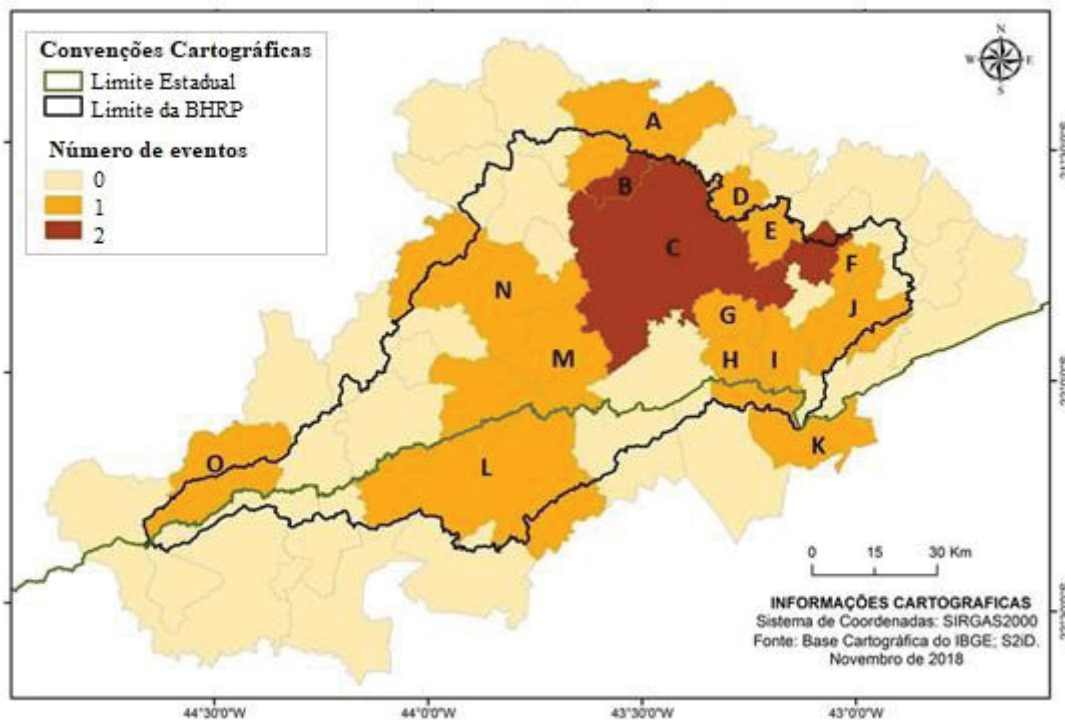 Convenções Cartográficas
Limite Estadual
Limite da BHRP
Número de eventos
0
1
2
N
W E
S
A
B
C
D
E
F
G
H
I
J
K
L
M
N
O
0 15 30 Km
INFORMAÇÕES CARTOGRAFICAS
Sistema de Coordenadas: SIRGAS2000
Fonte: Base Cartográfica do IBGE; S2iD.
Novembro de 2018
44°30'0"W 44°0'0"W 43°30'0"W 43°0'0"W